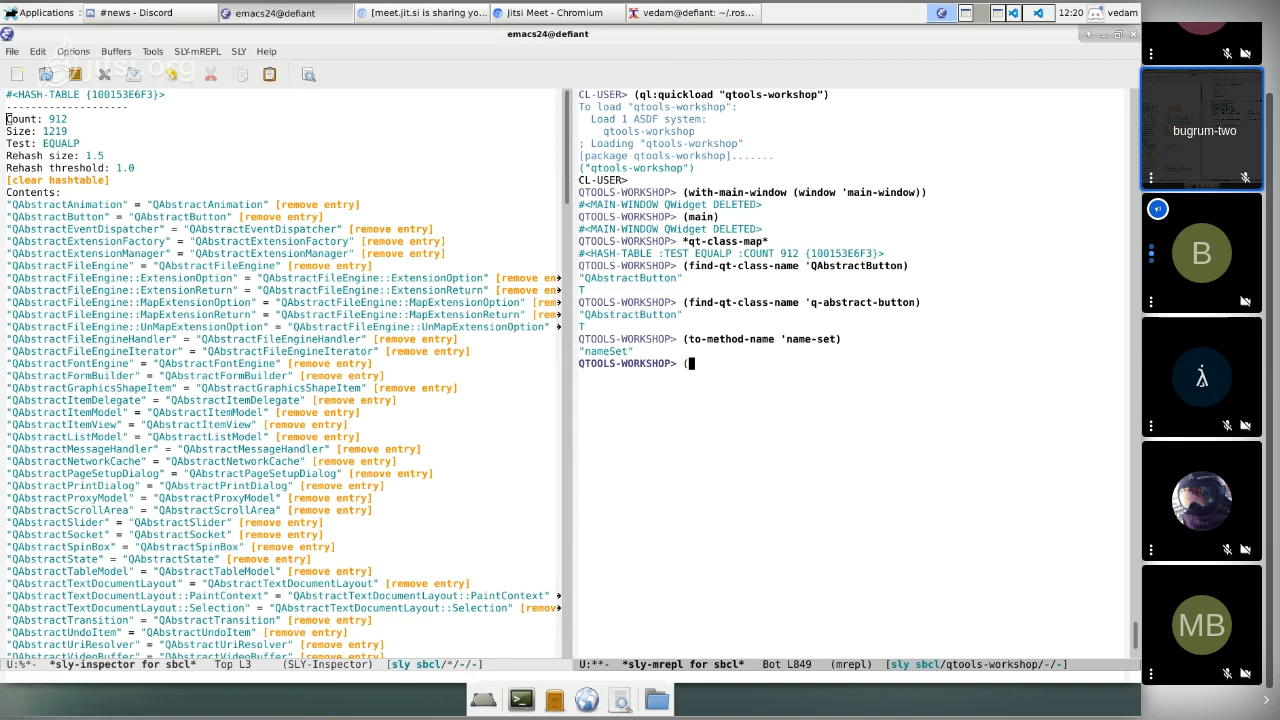 Applications
#news - Discord
emacs24@defiant
[meet.jit.si is sharing yo...
Jitsi Meet - Chromium
vedam@defiant: ~/.ros...
12:20
vedam
emacs24@defiant
File Edit Options Buffers Tools SLY-mREPL SLY Help
jitsi.org
#<HASH-TABLE {100153E6F3}>
--------------------
Count: 912
Size: 1219
Test: EQUALP
Rehash size: 1.5
Rehash threshold: 1.0
[clear hashtable]
Contents:
"QAbstractAnimation" = "QAbstractAnimation" [remove entry]
"QAbstractButton" = "QAbstractButton" [remove entry]
"QAbstractEventDispatcher" = "QAbstractEventDispatcher" [remove entry]
"QAbstractExtensionFactory" = "QAbstractExtensionFactory" [remove entry]
"QAbstractExtensionManager" = "QAbstractExtensionManager" [remove entry]
"QAbstractFileEngine" = "QAbstractFileEngine" [remove entry]
"QAbstractFileEngine::ExtensionOption" = "QAbstractFileEngine::ExtensionOption" [remove en
"QAbstractFileEngine::ExtensionReturn" = "QAbstractFileEngine::ExtensionReturn" [remove en
"QAbstractFileEngine::MapExtensionOption" = "QAbstractFileEngine::MapExtensionOption" [rem
"QAbstractFileEngine::MapExtensionReturn" = "QAbstractFileEngine::MapExtensionReturn" [rem
"QAbstractFileEngine::UnMapExtensionOption" = "QAbstractFileEngine::UnMapExtensionOption"
"QAbstractFileEngineHandler" = "QAbstractFileEngineHandler" [remove entry]
"QAbstractFileEngineIterator" = "QAbstractFileEngineIterator" [remove entry]
"QAbstractFontEngine" = "QAbstractFontEngine" [remove entry]
"QAbstractFormBuilder" = "QAbstractFormBuilder" [remove entry]
"QAbstractGraphicsShapeItem" = "QAbstractGraphicsShapeItem" [remove entry]
"QAbstractItemDelegate" = "QAbstractItemDelegate" [remove entry]
"QAbstractItemModel" = "QAbstractItemModel" [remove entry]
"QAbstractItemView" = "QAbstractItemView" [remove entry]
"QAbstractListModel" = "QAbstractListModel" [remove entry]
"QAbstractMessageHandler" = "QAbstractMessageHandler" [remove entry]
"QAbstractNetworkCache" = "QAbstractNetworkCache" [remove entry]
"QAbstractPageSetupDialog" = "QAbstractPageSetupDialog" [remove entry]
"QAbstractPrintDialog" = "QAbstractPrintDialog" [remove entry]
"QAbstractProxyModel" = "QAbstractProxyModel" [remove entry]
"QAbstractScrollArea" = "QAbstractScrollArea" [remove entry]
"QAbstractSlider" = "QAbstractSlider" [remove entry]
"QAbstractSocket" = "QAbstractSocket" [remove entry]
"QAbstractSpinBox" = "QAbstractSpinBox" [remove entry]
"QAbstractState" = "QAbstractState" [remove entry]
"QAbstractTableModel" = "QAbstractTableModel" [remove entry]
"QAbstractTextDocumentLayout" = "QAbstractTextDocumentLayout" [remove entry]
"QAbstractTextDocumentLayout::PaintContext" = "QAbstractTextDocumentLayout::PaintContext"
"QAbstractTextDocumentLayout::Selection" = "QAbstractTextDocumentLayout::Selection" [remov
"QAbstractTransition" = "QAbstractTransition" [remove entry]
"QAbstractUndoItem" = "QAbstractUndoItem" [remove entry]
"QAbstractUriResolver" = "QAbstractUriResolver" [remove entry]
"QAbstractVideoBuffer" = "QAbstractVideoBuffer" [remove entry]
U:%*- *sly-inspector for sbcl* Top L3 (SLY-Inspector) [sly sbcl/*/-/-]
CL-USER> (ql:quickload "qtools-workshop")
To load "qtools-workshop":
Load 1 ASDF system:
qtools-workshop
; Loading "qtools-workshop"
[package qtools-workshop].......
("qtools-workshop")
CL-USER>
QTOOLS-WORKSHOP> (with-main-window (window 'main-window))
#<MAIN-WINDOW QWidget DELETED>
QTOOLS-WORKSHOP> (main)
#<MAIN-WINDOW QWidget DELETED>
QTOOLS-WORKSHOP> *qt-class-map*
#<HASH-TABLE :TEST EQUALP :COUNT 912 {100153E6F3}>
QTOOLS-WORKSHOP> (find-qt-class-name 'QAbstractButton)
"QAbstractButton"
T
QTOOLS-WORKSHOP> (find-qt-class-name 'q-abstract-button)
"QAbstractButton"
T
QTOOLS-WORKSHOP> (to-method-name 'name-set)
"nameSet"
QTOOLS-WORKSHOP> (
U:**- *sly-mrepl for sbcl* Bot L849 (mrepl) [sly sbcl/qtools-workshop/-/-]
bugrum-two
B
λ
MB